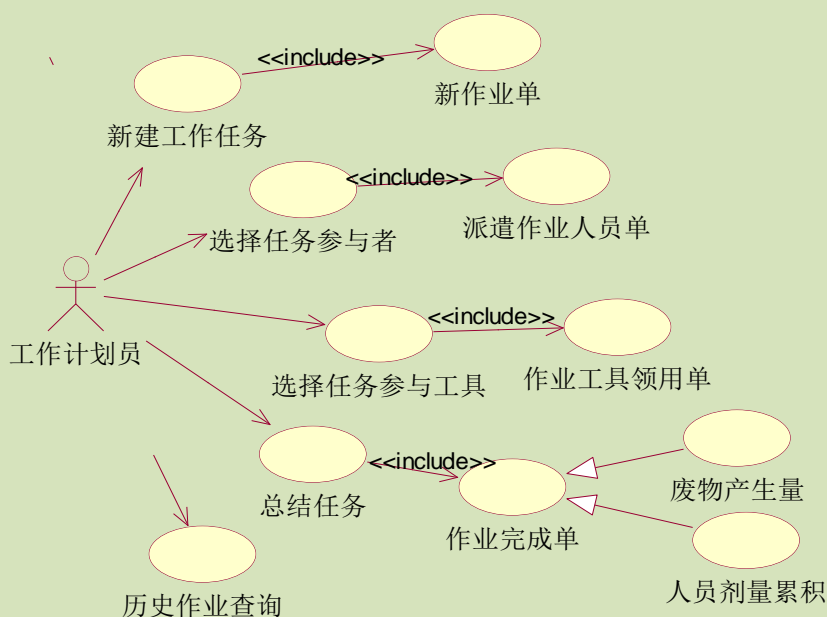 <<include>>
新作业单
新建工作任务
<<include>>
派遣作业人员单
选择任务参与者
工作计划员
<<include>>
选择任务参与工具
作业工具领用单
<<include>>
总结任务
作业完成单
废物产生量
人员剂量累积
历史作业查询